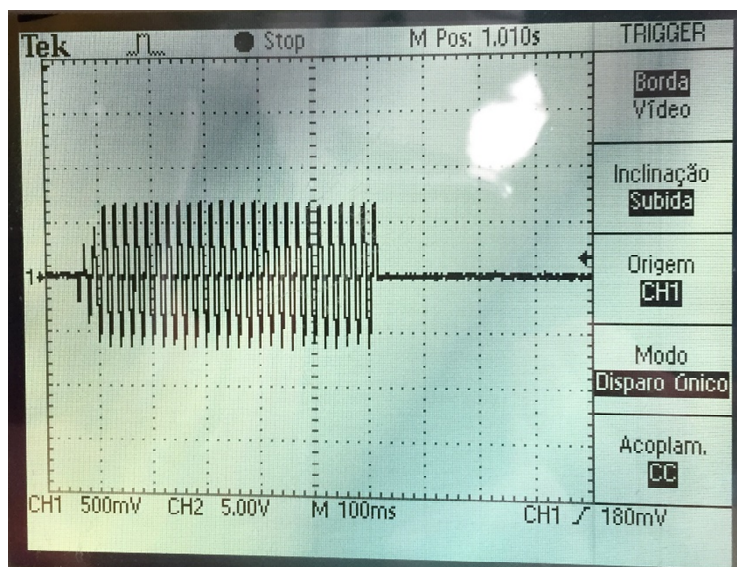 Tek
Stop
M Pos: 1.010s
TRIGGER
Borda
Vídeo
Inclinação
Subida
Origem
CH1
Modo
Disparo Único
Acoplam.
CC
1
CH1 500mV CH2 5.00V M 100ms CH1 / 180mV